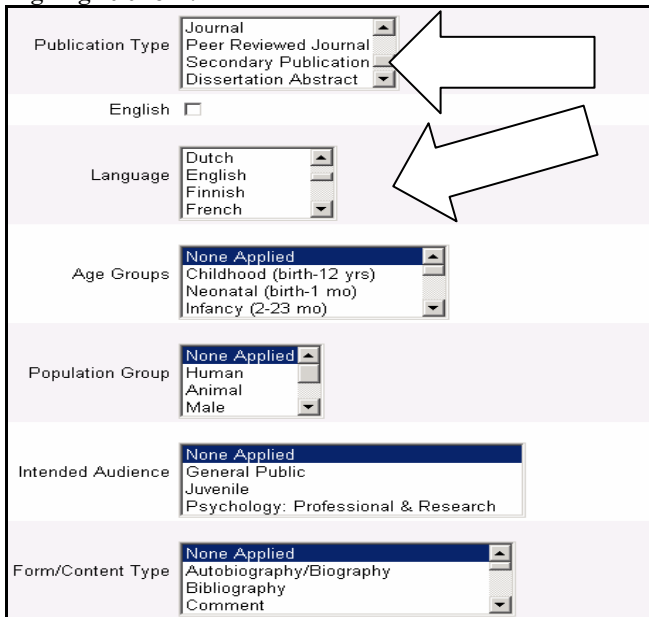 Publication Type
Journal
Peer Reviewed Journal
Secondary Publication
Dissertation Abstract
English
Language
Dutch
English
Finnish
French
Age Groups
None Applied
Childhood (birth-12 yrs)
Neonatal (birth-1 mo)
Infancy (2-23 mo)
Population Group
None Applied
Human
Animal
Male
Intended Audience
None Applied
General Public
Juvenile
Psychology: Professional & Research
Form/Content Type
None Applied
Autobiography/Biography
Bibliography
Comment